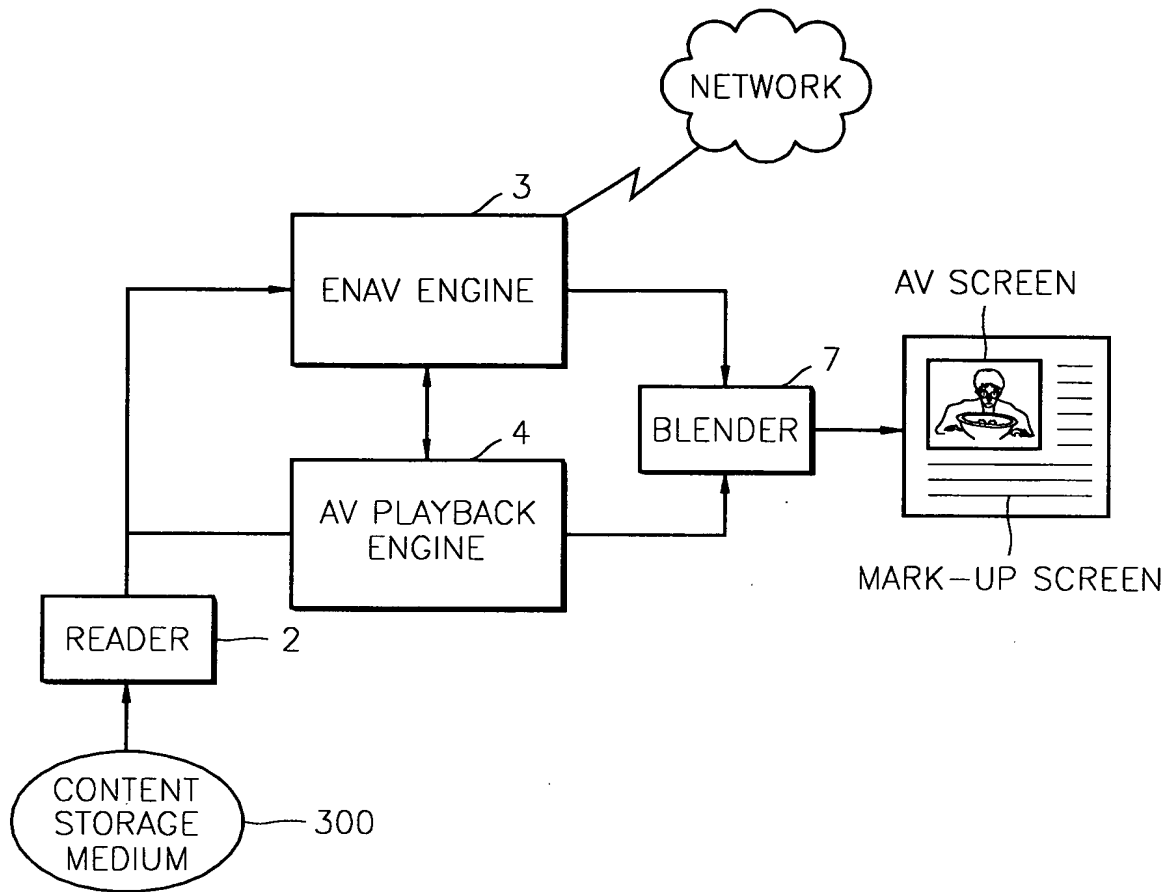 NETWORK
3
ENAV ENGINE
AV SCREEN
7
BLENDER
4
AV PLAYBACK
ENGINE
MARK-UP SCREEN
READER
2
CONTENT
STORAGE
MEDIUM
300